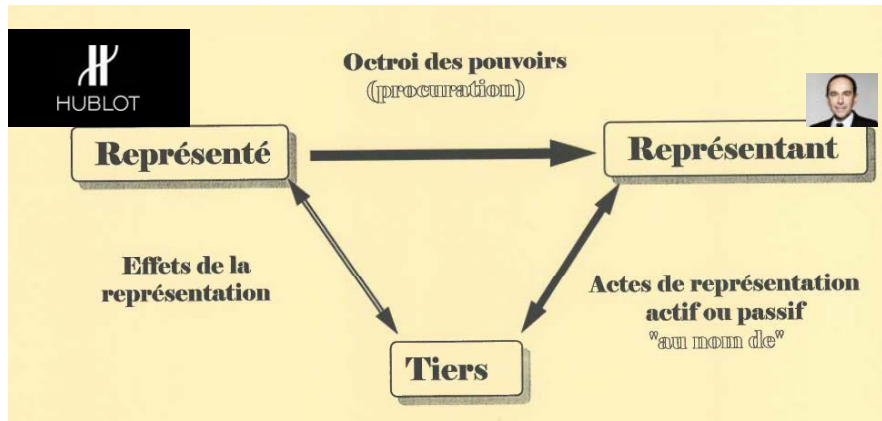 HUBLOT
Octroi des pouvoirs
(procuration)
Représenté
Représentant
Effets de la
représentation
Actes de représentation
actif ou passif
"au nom de"
Tiers